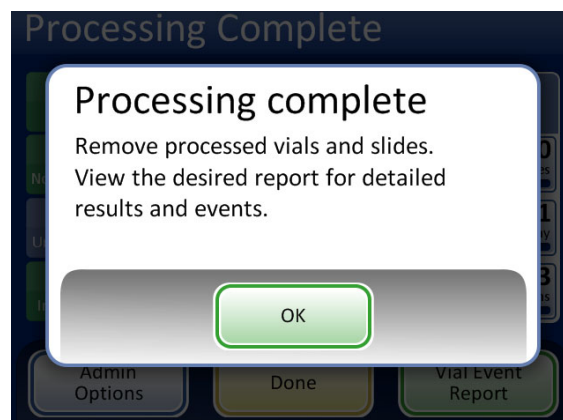 Processing Complete
Processing complete
Remove processed vials and slides.
View the desired report for detailed
results and events.
OK
Admin
Options
Done
Vial Event
Report